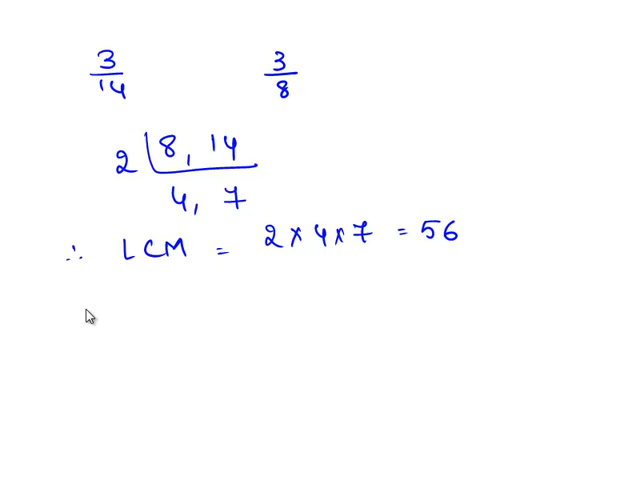 3/14 3/8
2 | 8, 14
4, 7
∴ LCM = 2 × 4 × 7 = 56